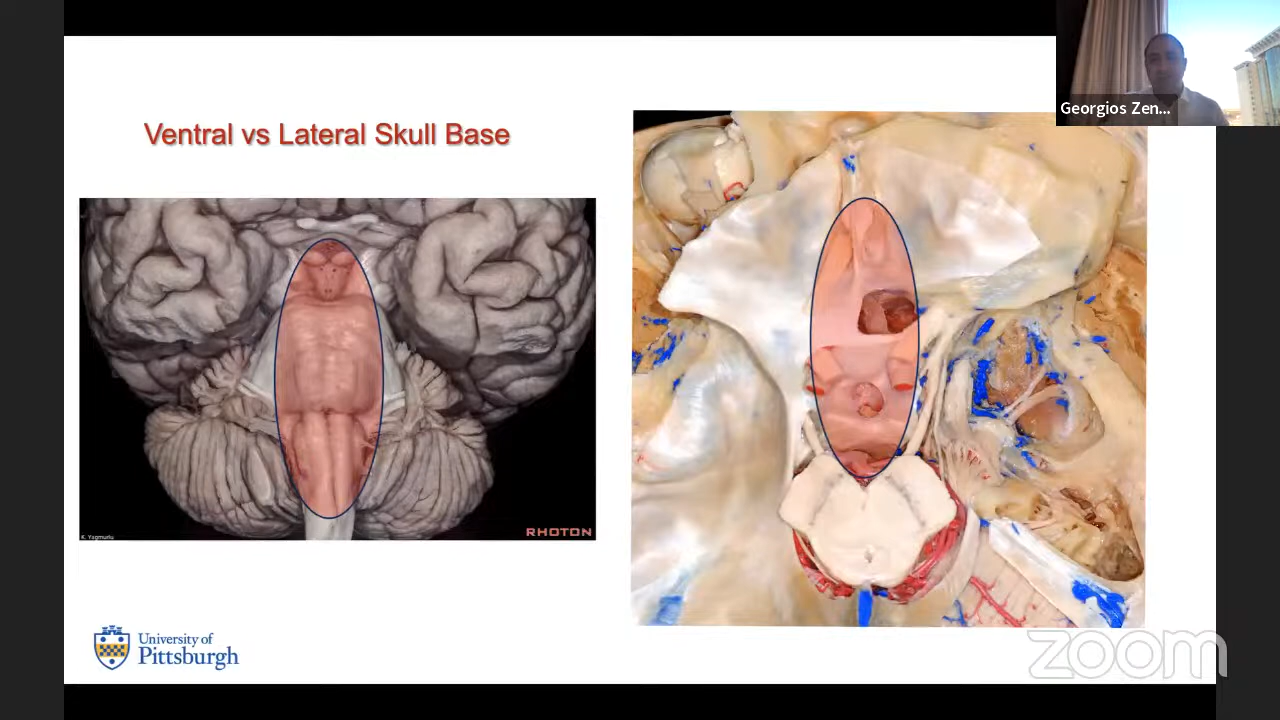 Georgios Zen...
Ventral vs Lateral Skull Base
RHOTON
K. Yagmurlu
University of
Pittsburgh
zoom